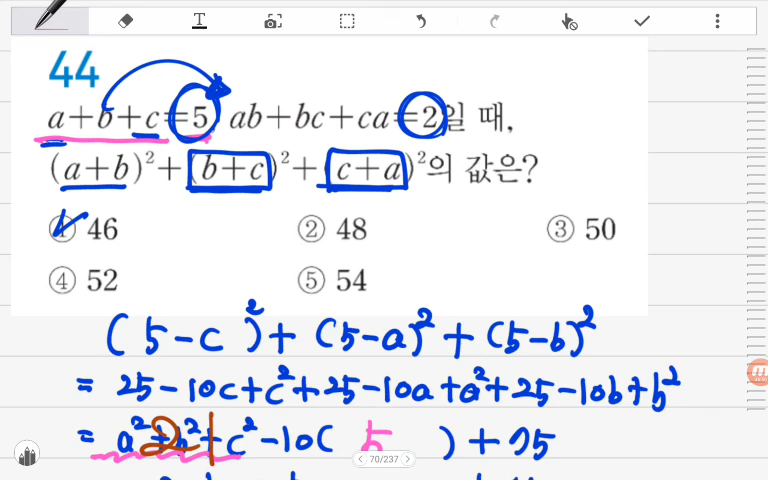 T
44
a+b+c=5, ab+bc+ca=2일 때,
(a+b)²+(b+c)²+(c+a)²의 값은?
① 46 ② 48 ③ 50
④ 52 ⑤ 54
(5-c)²+(5-a)²+(5-b)²
= 25-10c+c²+25-10a+a²+25-10b+b²
= a²+b²+c²-10( 5 )+75
21
70/237